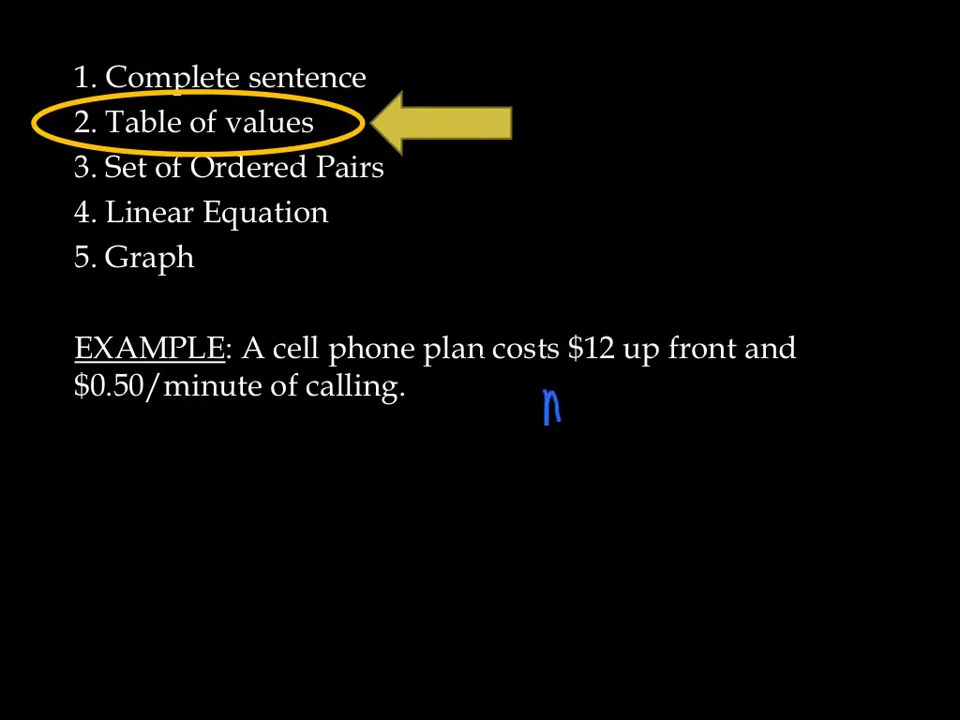 1. Complete sentence
2. Table of values
3. Set of Ordered Pairs
4. Linear Equation
5. Graph
EXAMPLE: A cell phone plan costs $12 up front and
$0.50/minute of calling.
n